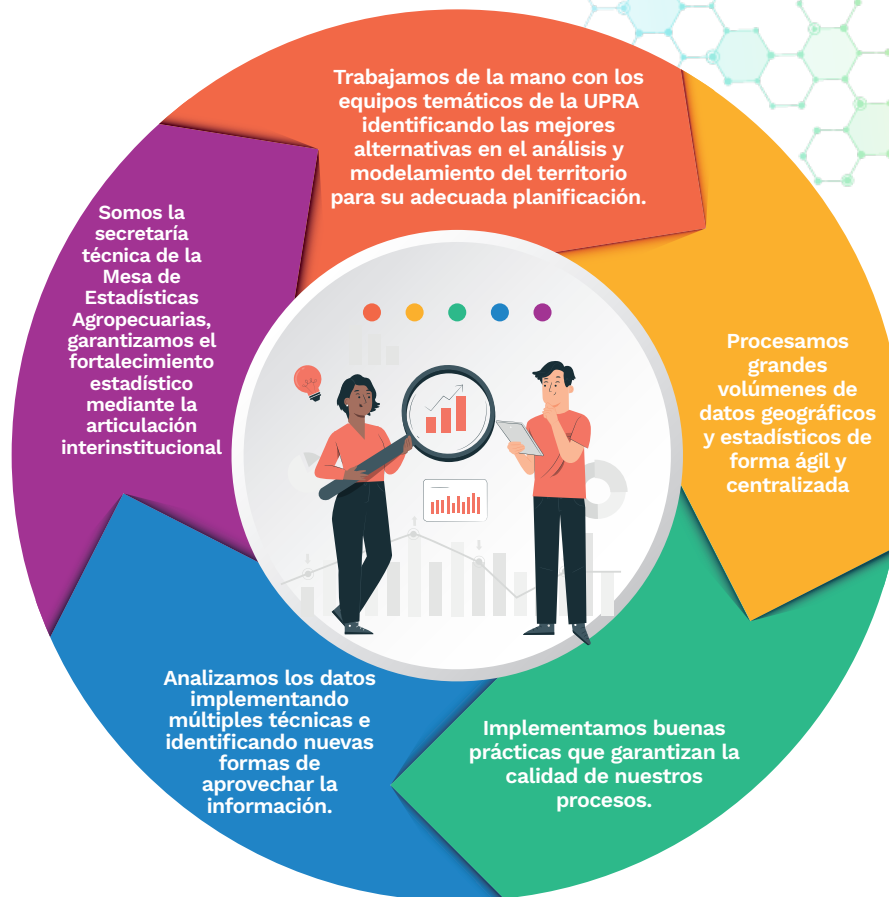 Trabajamos de la mano con los
equipos temáticos de la UPRA
identificando las mejores
alternativas en el análisis y
modelamiento del territorio
para su adecuada planificación.
Procesamos
grandes
volúmenes de
datos geográficos
y estadísticos de
forma ágil y
centralizada
Implementamos buenas
prácticas que garantizan la
calidad de nuestros
procesos.
Analizamos los datos
implementando
múltiples técnicas e
identificando nuevas
formas de
aprovechar la
información.
Somos la
secretaría
técnica de la
Mesa de
Estadísticas
Agropecuarias,
garantizamos el
fortalecimiento
estadístico
mediante la
articulación
interinstitucional